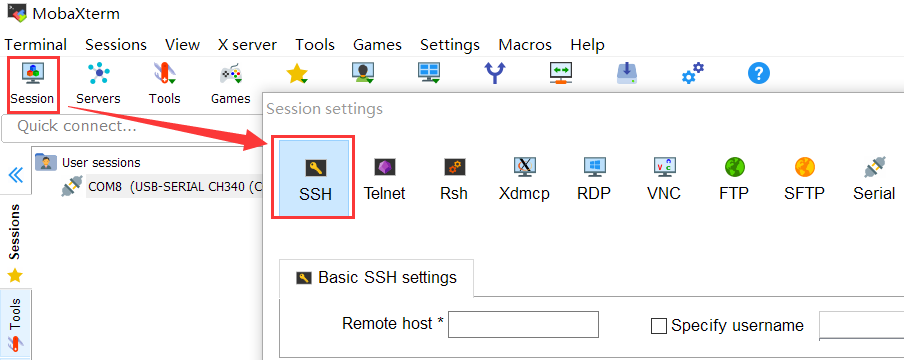 MobaXterm
Terminal Sessions View X server Tools Games Settings Macros Help
Session Servers Tools Games
Session settings
Quick connect...
User sessions
COM8 (USB-SERIAL CH340 (C
SSH Telnet Rsh Xdmcp RDP VNC FTP SFTP Serial
Sessions
Tools
Basic SSH settings
Remote host * Specify username